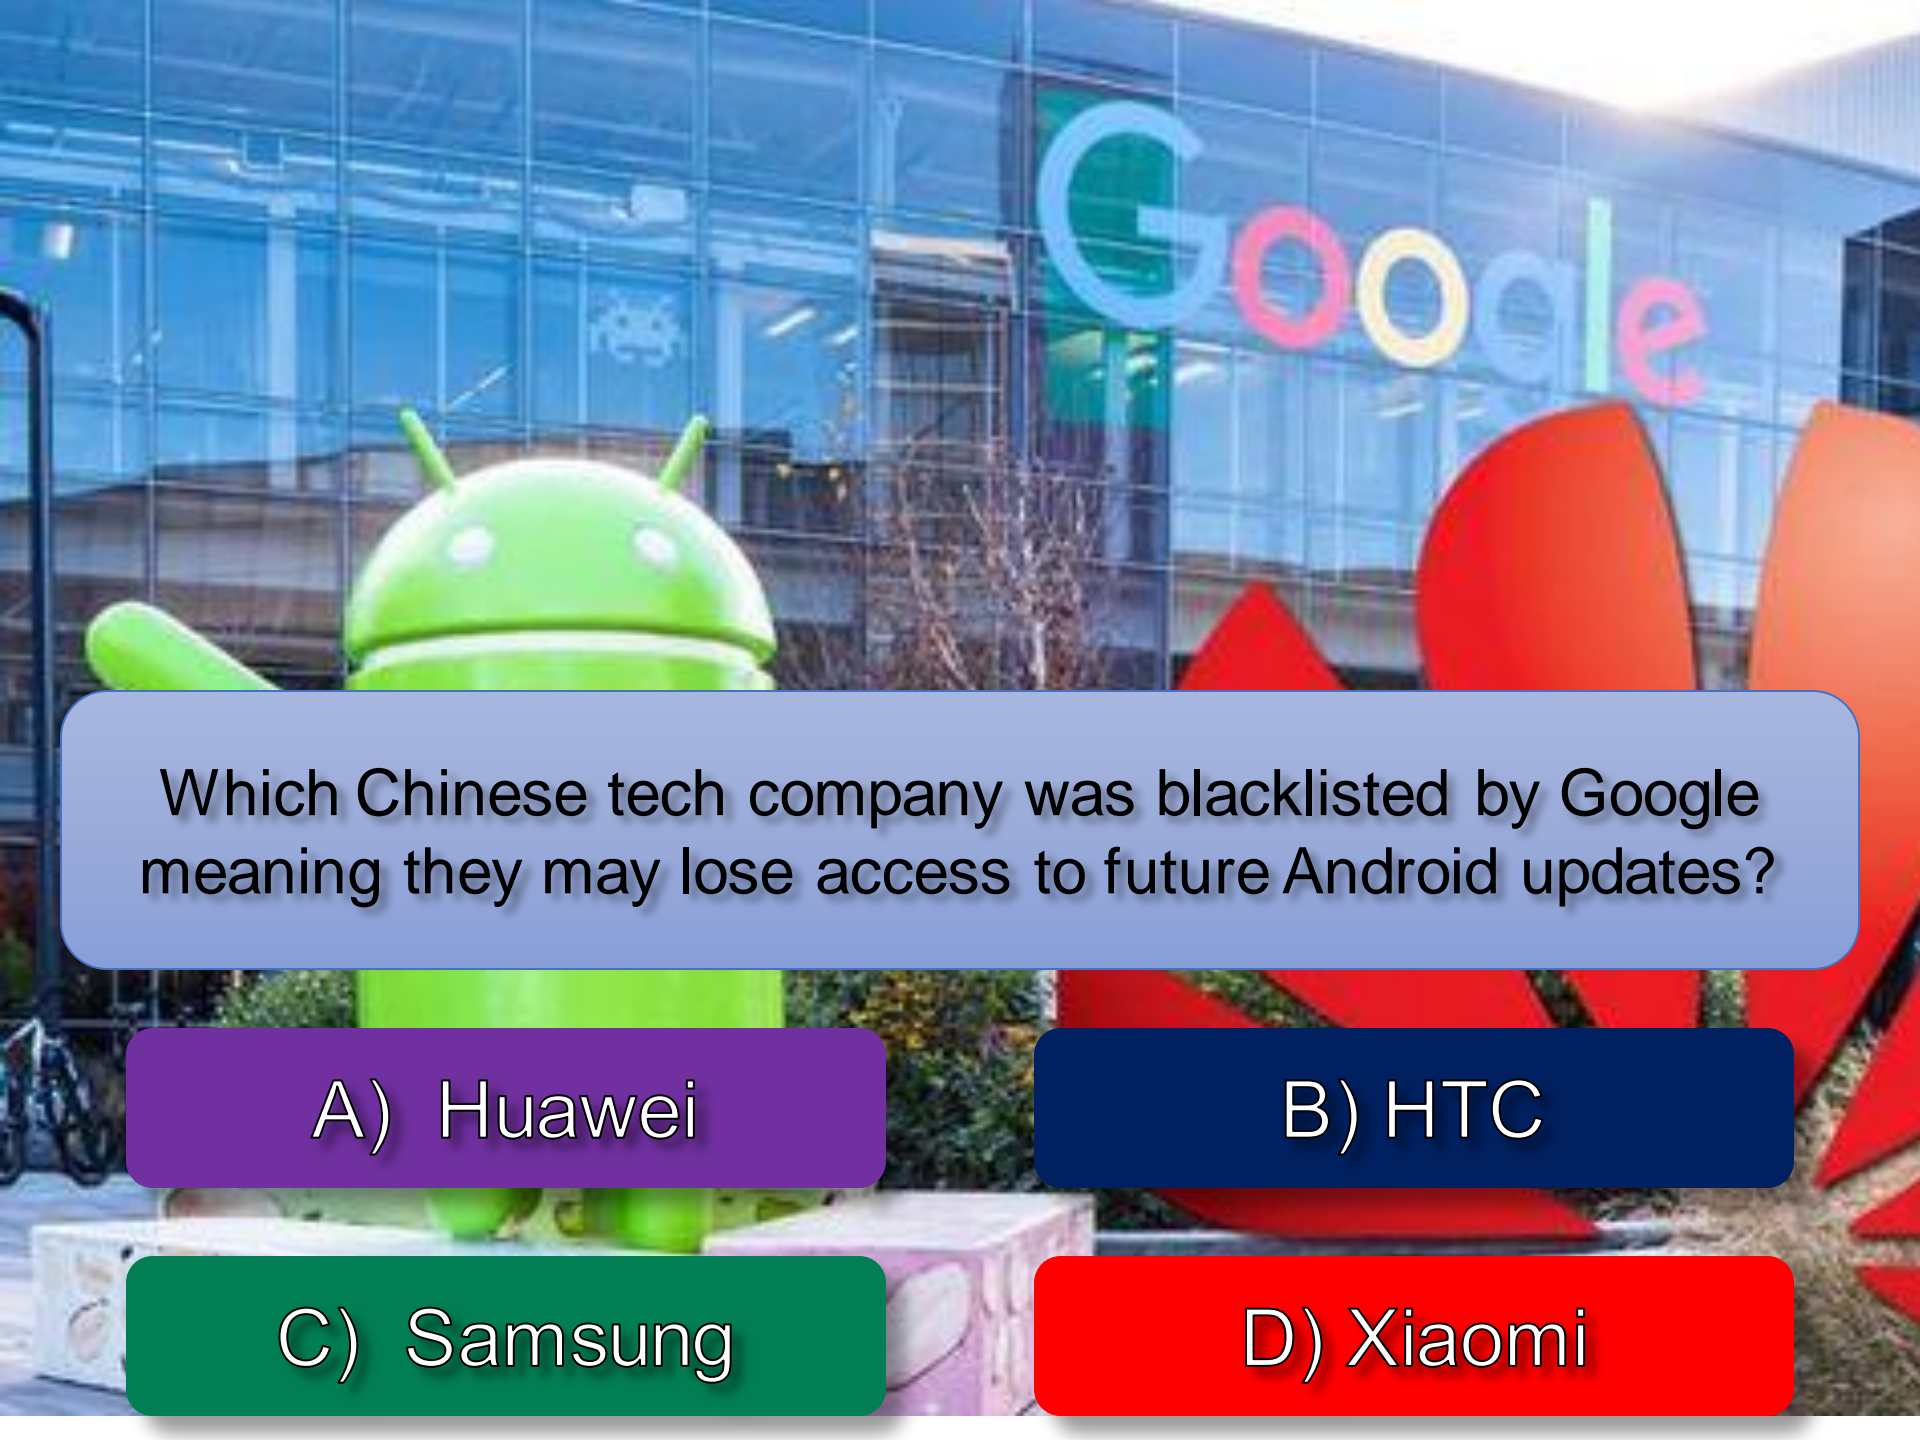 Google
Which Chinese tech company was blacklisted by Google
meaning they may lose access to future Android updates?
A) Huawei
B) HTC
C) Samsung
D) Xiaomi